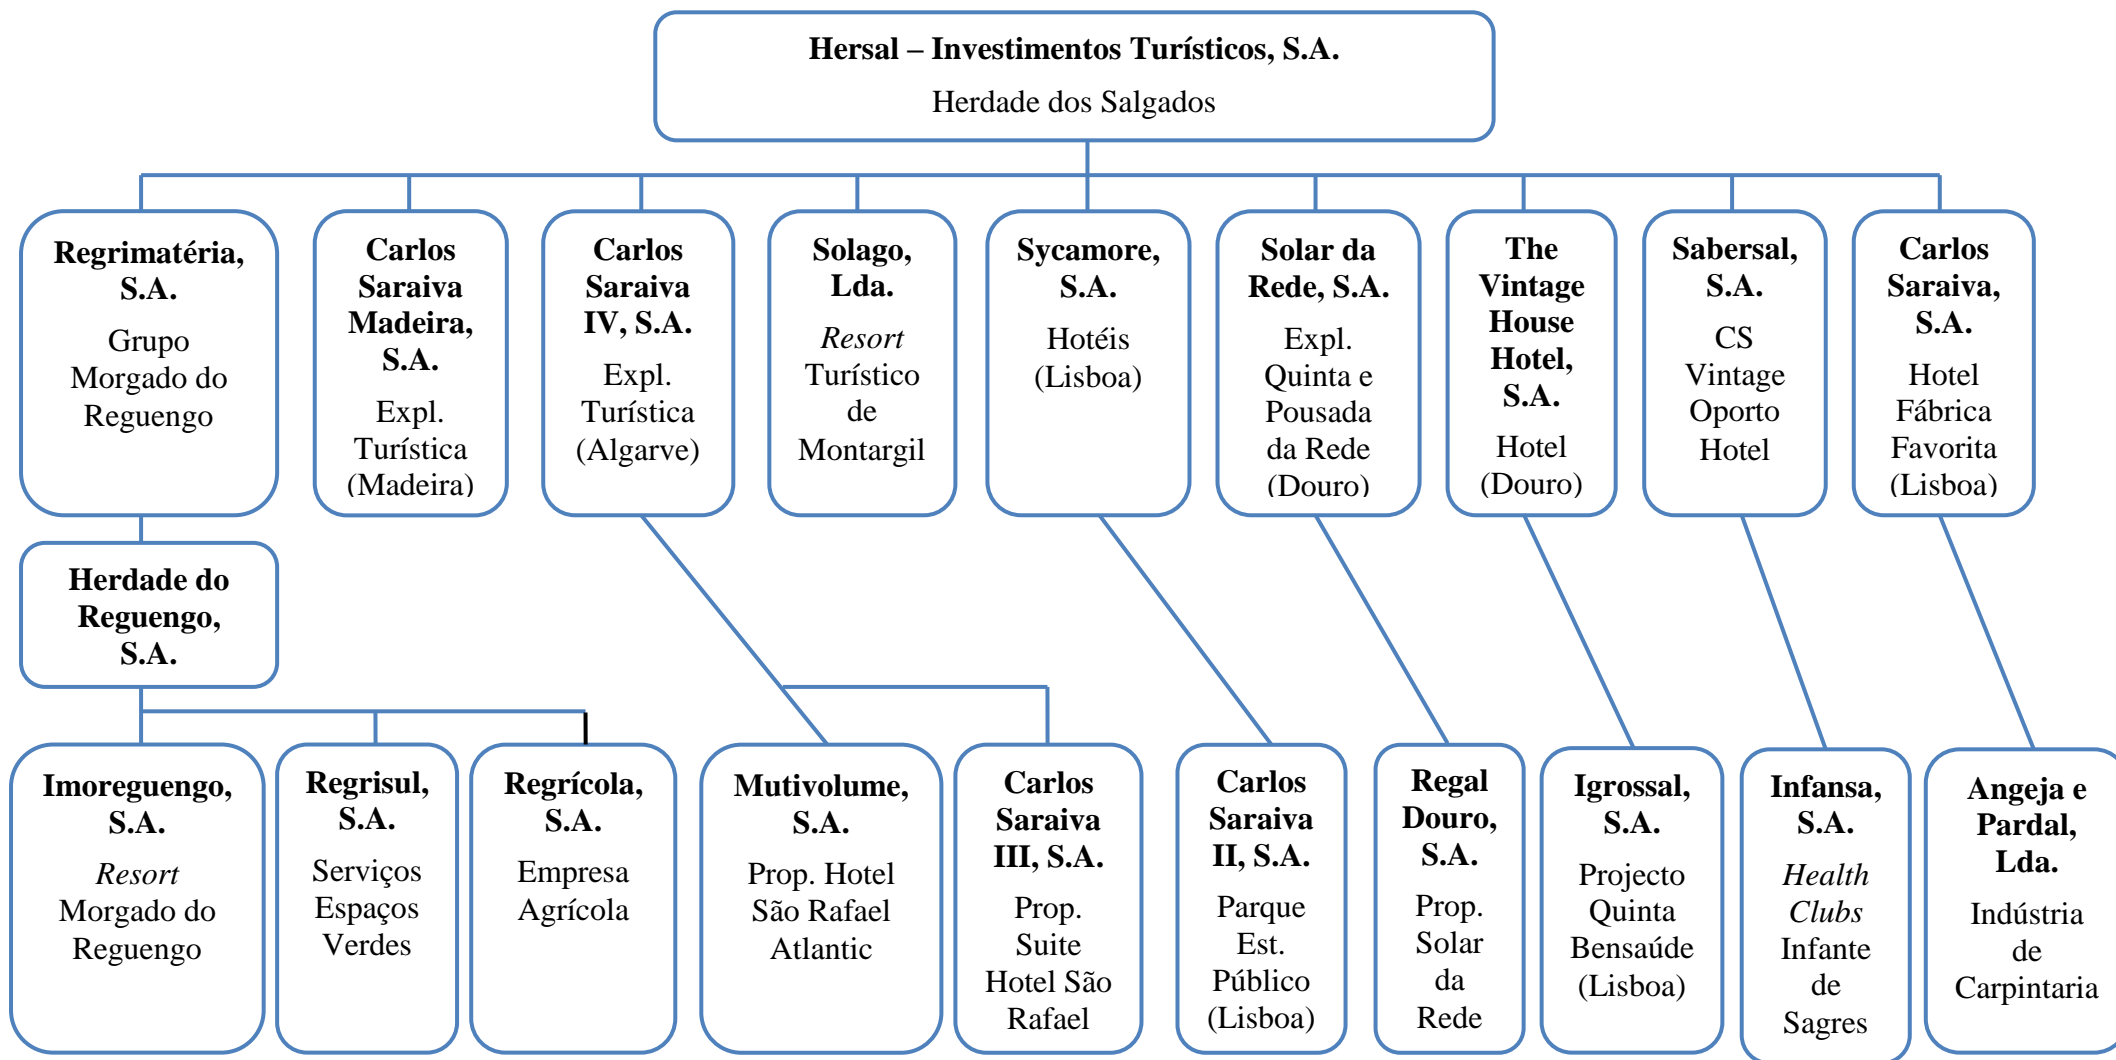 Hersal – Investimentos Turísticos, S.A.
Herdade dos Salgados
Regrimatéria,
S.A.
Grupo
Morgado do
Reguengo
Carlos
Saraiva
Madeira,
S.A.
Expl.
Turística
(Madeira)
Carlos
Saraiva
IV, S.A.
Expl.
Turística
(Algarve)
Solago,
Lda.
Resort
Turístico
de
Montargil
Sycamore,
S.A.
Hotéis
(Lisboa)
Solar da
Rede, S.A.
Expl.
Quinta e
Pousada
da Rede
(Douro)
The
Vintage
House
Hotel,
S.A.
Hotel
(Douro)
Sabersal,
S.A.
CS
Vintage
Oporto
Hotel
Carlos
Saraiva,
S.A.
Hotel
Fábrica
Favorita
(Lisboa)
Herdade do
Reguengo,
S.A.
Imoreguengo,
S.A.
Resort
Morgado do
Reguengo
Regrisul,
S.A.
Serviços
Espaços
Verdes
Regrícola,
S.A.
Empresa
Agrícola
Mutivolume,
S.A.
Prop. Hotel
São Rafael
Atlantic
Carlos
Saraiva
III, S.A.
Prop.
Suite
Hotel São
Rafael
Carlos
Saraiva
II, S.A.
Parque
Est.
Público
(Lisboa)
Regal
Douro,
S.A.
Prop.
Solar
da
Rede
Igrossal,
S.A.
Projecto
Quinta
Bensaúde
(Lisboa)
Infansa,
S.A.
Health
Clubs
Infante
de
Sagres
Angeja e
Pardal,
Lda.
Indústria
de
Carpintaria